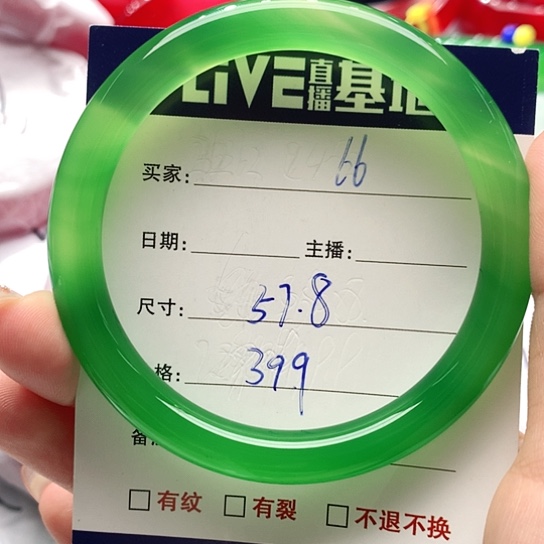 LIVE直播基地
买家: 66
日期: 主播:
尺寸: 57.8
格: 399
备
□ 有纹 □ 有裂 □ 不退不换